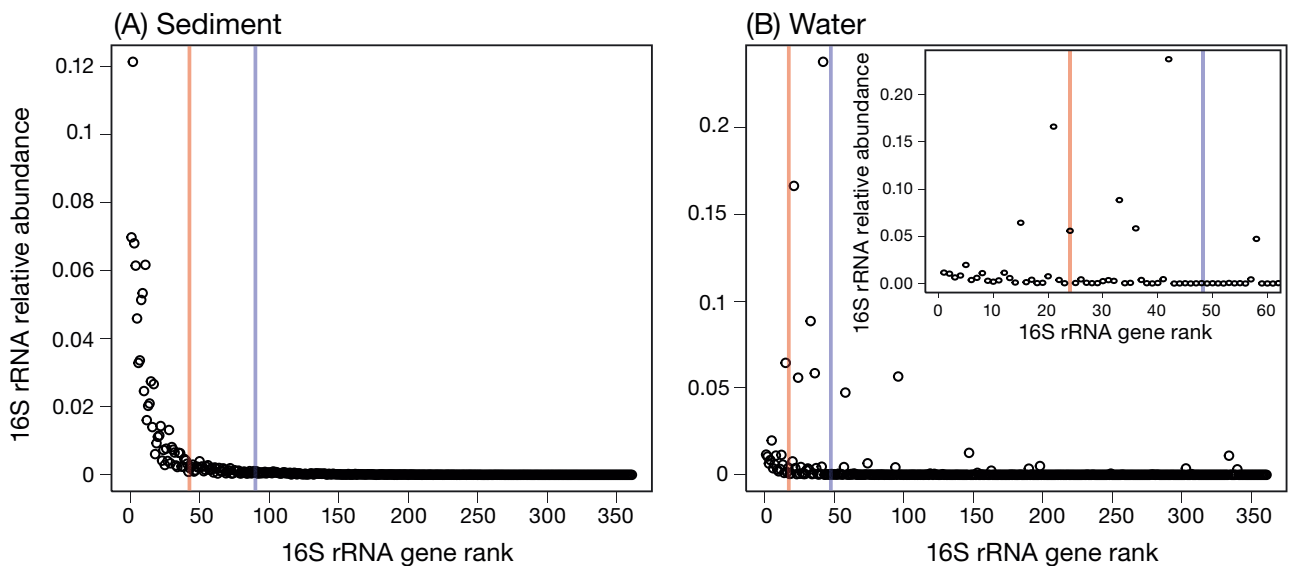 (A) Sediment
16S rRNA relative abundance
0.12
0.1
0.08
0.06
0.04
0.02
0
0 50 100 150 200 250 300 350
16S rRNA gene rank
(B) Water
0.2
0.15
0.1
0.05
0
0 50 100 150 200 250 300 350
16S rRNA gene rank
16S rRNA relative abundance
0.20
0.15
0.10
0.05
0.00
0 10 20 30 40 50 60
16S rRNA gene rank